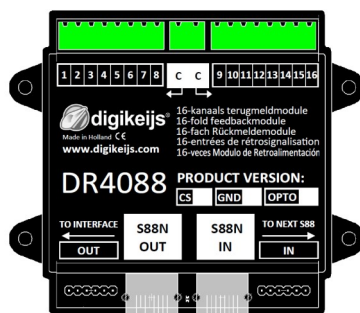 1 2 3 4 5 6 7 8 C C 9 10 11 12 13 14 15 16
digikeijs®
Made in Holland CE
www.digikeijs.com
16-kanaals terugmeldmodule
16-fold feedbackmodule
16-fach Rückmeldemodule
16-entrées de rétrosignalisation
16-veces Modulo de Retroalimentación
DR4088
PRODUCT VERSION:
CS GND OPTO
TO INTERFACE
OUT
S88N
OUT
S88N
IN
TO NEXT S88
IN